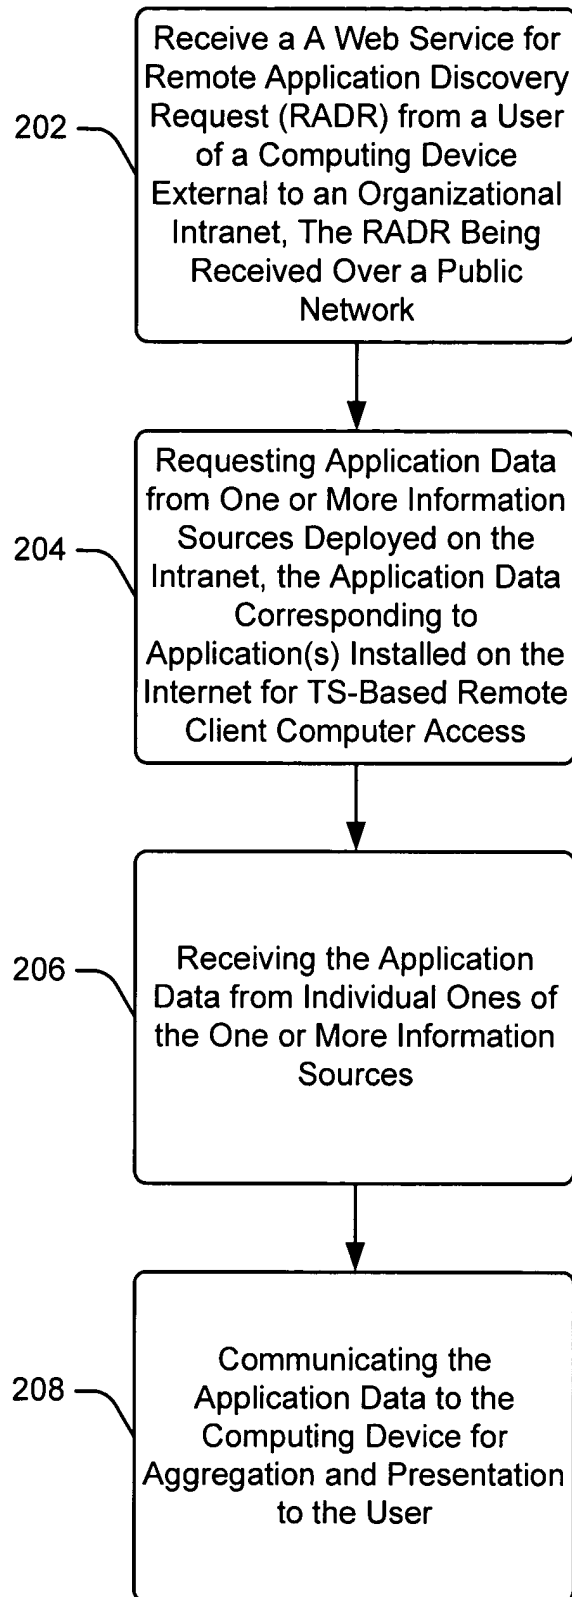 Receive a A Web Service for
Remote Application Discovery
Request (RADR) from a User
of a Computing Device
External to an Organizational
Intranet, The RADR Being
Received Over a Public
Network
202
Requesting Application Data
from One or More Information
Sources Deployed on the
Intranet, the Application Data
Corresponding to
Application(s) Installed on the
Internet for TS-Based Remote
Client Computer Access
204
Receiving the Application
Data from Individual Ones of
the One or More Information
Sources
206
Communicating the
Application Data to the
Computing Device for
Aggregation and Presentation
to the User
208